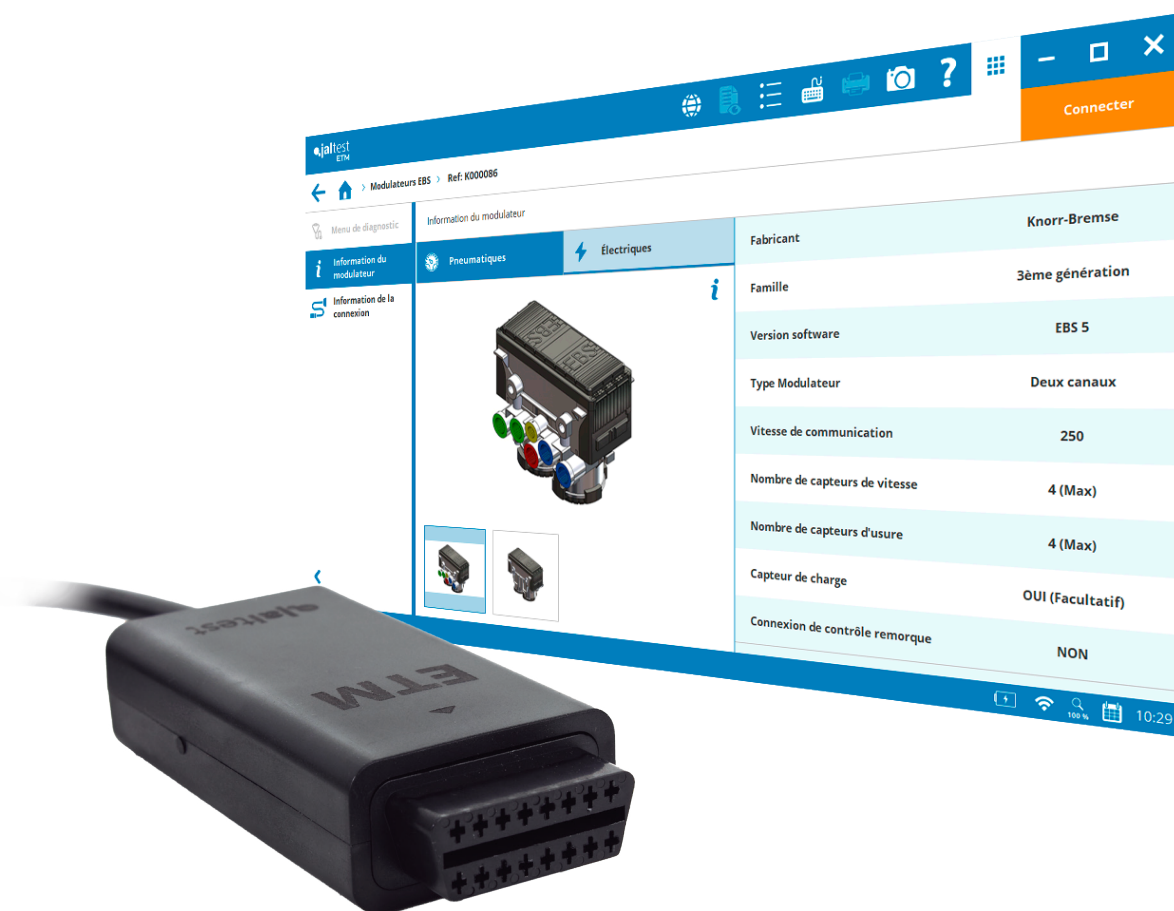 jaltest
ETM
Connecter
Modulateurs EBS > Ref: K000086
Menu de diagnostic
Information du
modulateur
Information de la
connexion
Information du modulateur
Pneumatiques
Électriques
EBS
EBS
Fabricant
Knorr-Bremse
Famille
3ème génération
Version software
EBS 5
Type Modulateur
Deux canaux
Vitesse de communication
250
Nombre de capteurs de vitesse
4 (Max)
Nombre de capteurs d'usure
4 (Max)
Capteur de charge
OUI (Facultatif)
Connexion de contrôle remorque
NON
100 %
10:29
jaltest
ETM